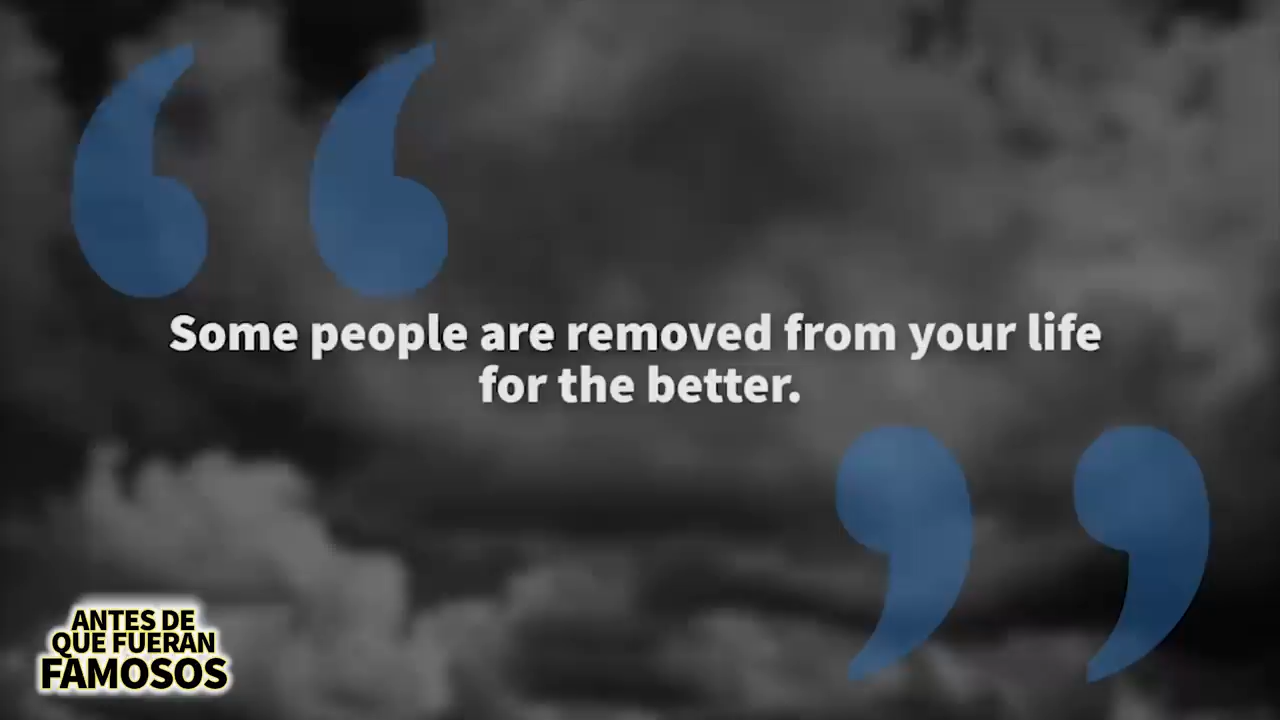 Some people are removed from your life
for the better.
ANTES DE
QUE FUERAN
FAMOSOS